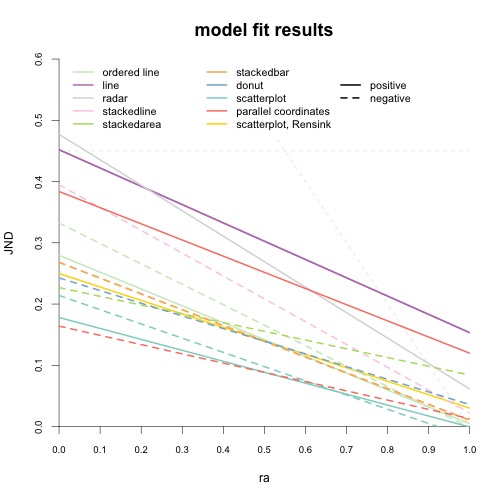 model fit results
ordered line
line
radar
stackedline
stackedarea
stackedbar
donut
scatterplot
parallel coordinates
scatterplot, Rensink
positive
negative
JND
0.6
0.5
0.4
0.3
0.2
0.1
0.0
0.0 0.1 0.2 0.3 0.4 0.5 0.6 0.7 0.8 0.9 1.0
ra